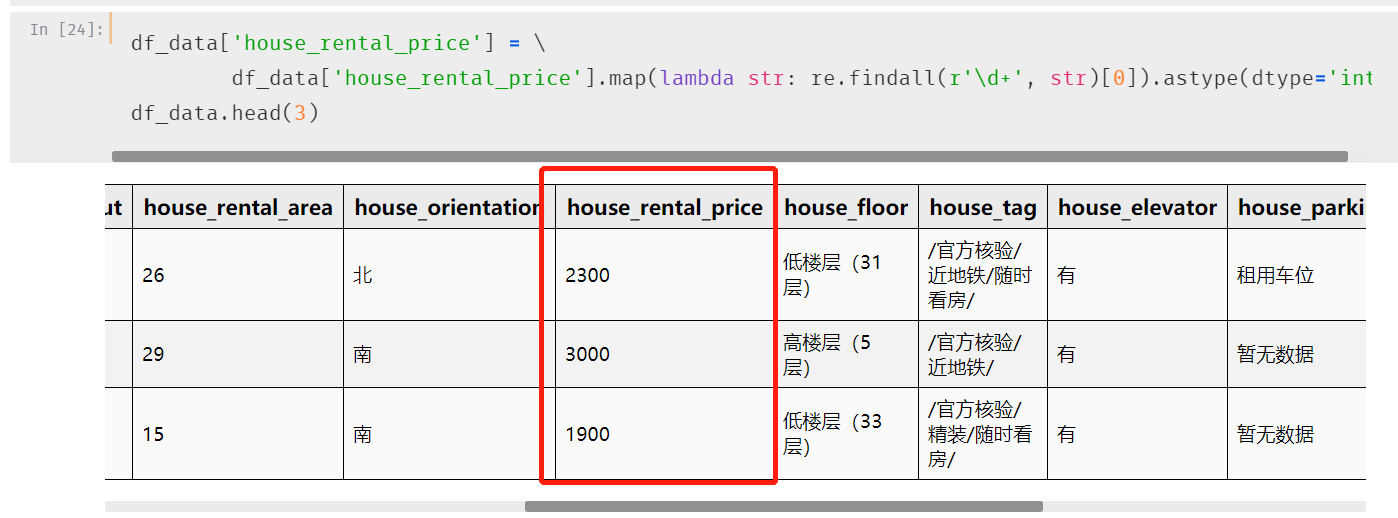 In [24]:
df_data['house_rental_price'] = \
df_data['house_rental_price'].map(lambda str: re.findall(r'\d+', str)[0]).astype(dtype='int
df_data.head(3)
ut house_rental_area house_orientation house_rental_price house_floor house_tag house_elevator house_parki
26 北 2300 低楼层（31层） /官方核验/近地铁/随时看房/ 有 租用车位
29 南 3000 高楼层（5层） /官方核验/近地铁/ 有 暂无数据
15 南 1900 低楼层（33层） /官方核验/精装/随时看房/ 有 暂无数据